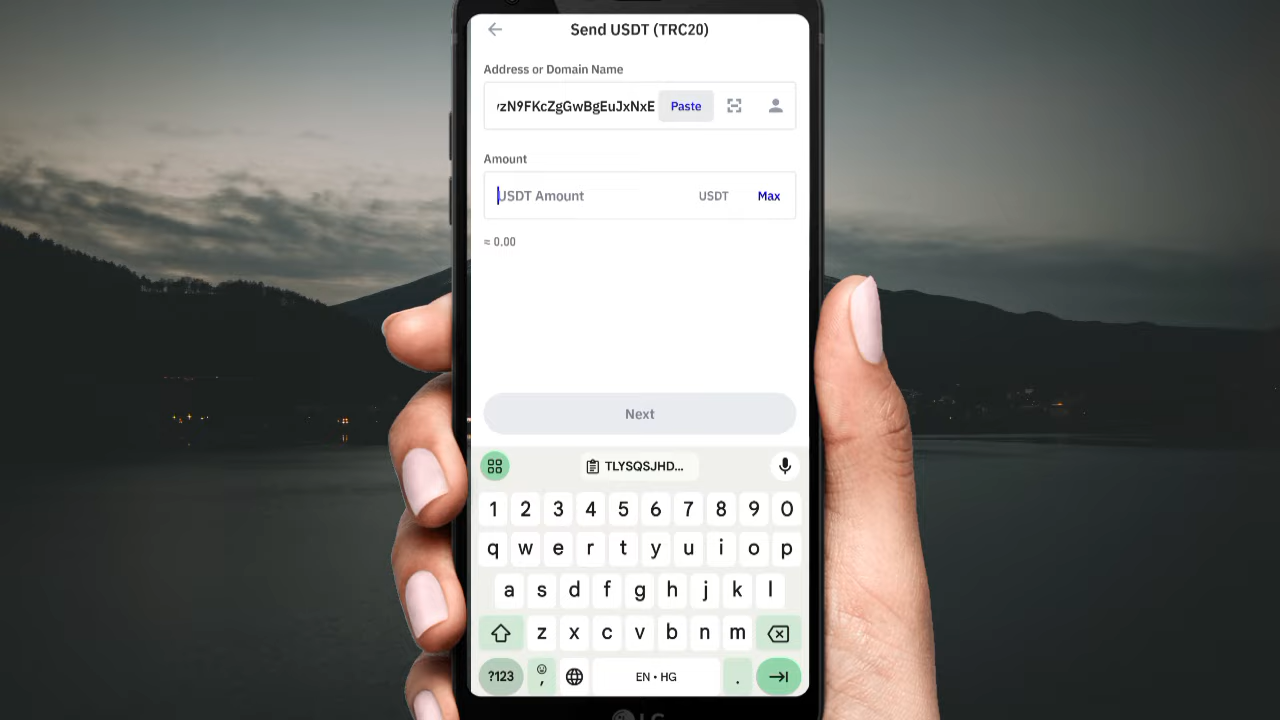 Send USDT (TRC20)
Address or Domain Name
zN9FKcZgGwBgEuJxNxE Paste
Amount
USDT Amount USDT Max
≈ 0.00
Next
TLYSQSJHD...
1 2 3 4 5 6 7 8 9 0
q w e r t y u i o p
a s d f g h j k l
z x c v b n m
?123 , EN • HG .
LG